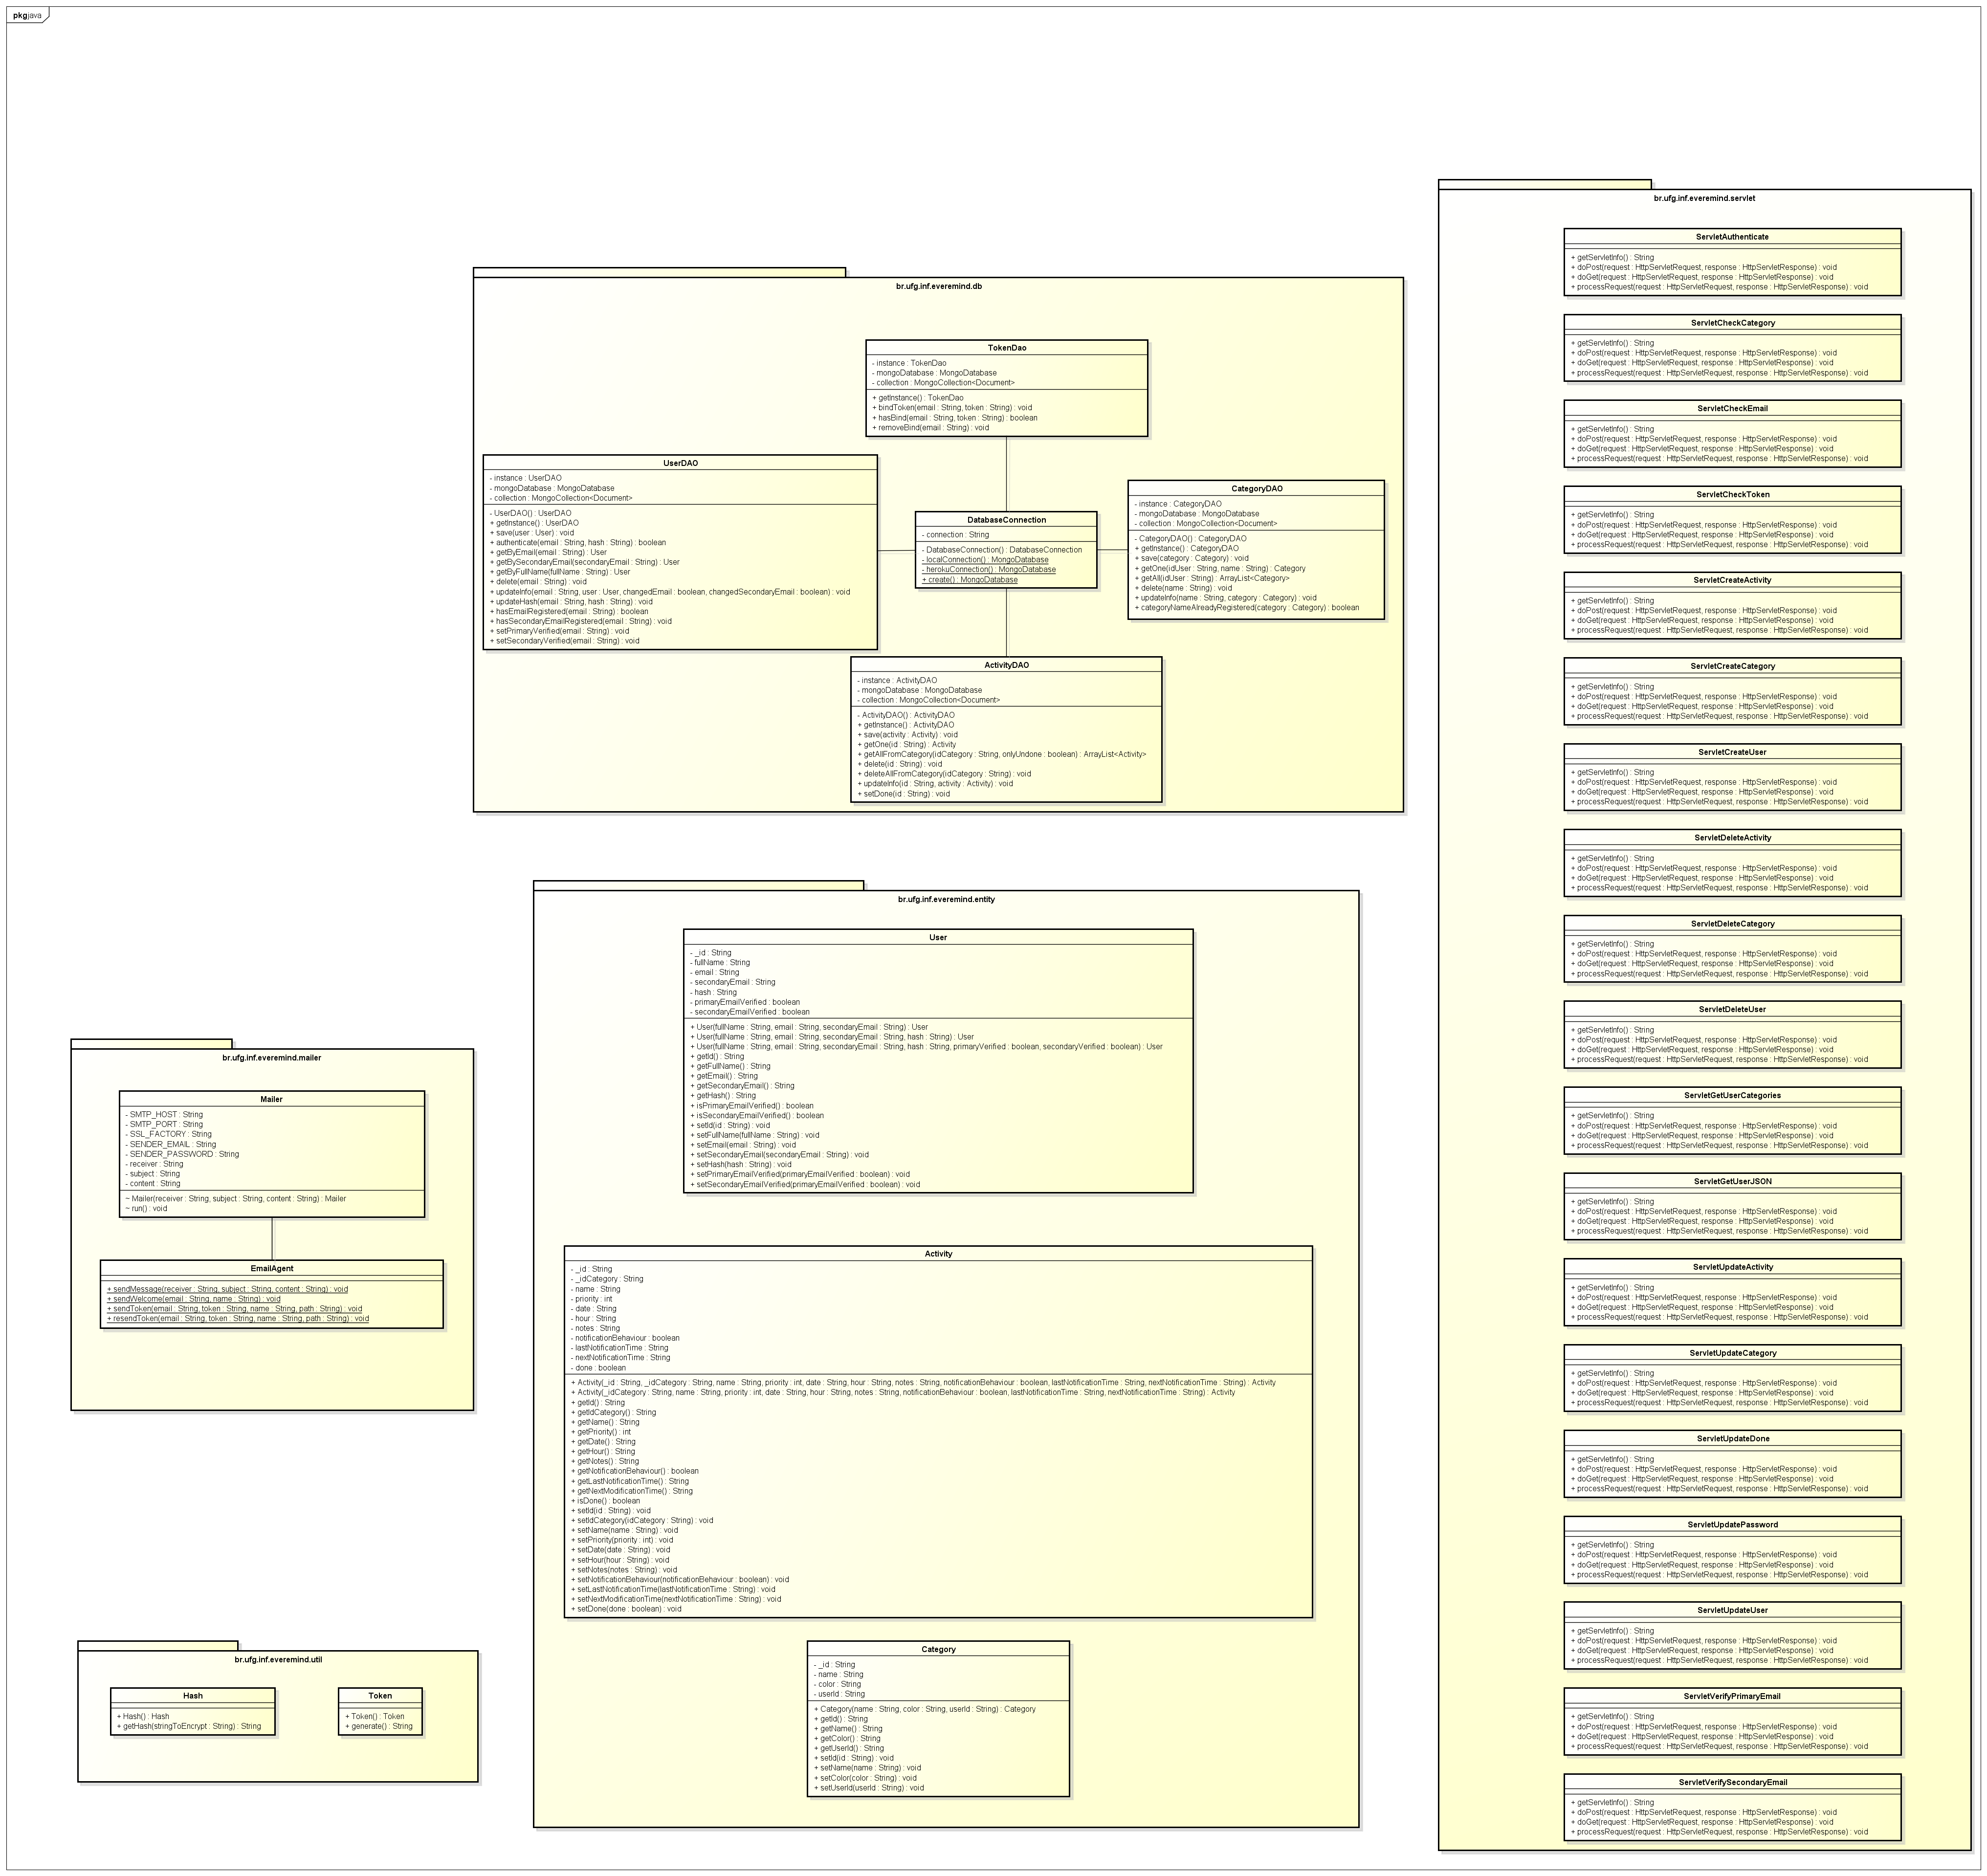 pkg java
br.ufg.inf.everemind.servlet
ServletAuthenticate
+ getServletInfo() : String
+ doPost(request : HttpServletRequest, response : HttpServletResponse) : void
+ doGet(request : HttpServletRequest, response : HttpServletResponse) : void
+ processRequest(request : HttpServletRequest, response : HttpServletResponse) : void
ServletCheckCategory
+ getServletInfo() : String
+ doPost(request : HttpServletRequest, response : HttpServletResponse) : void
+ doGet(request : HttpServletRequest, response : HttpServletResponse) : void
+ processRequest(request : HttpServletRequest, response : HttpServletResponse) : void
ServletCheckEmail
+ getServletInfo() : String
+ doPost(request : HttpServletRequest, response : HttpServletResponse) : void
+ doGet(request : HttpServletRequest, response : HttpServletResponse) : void
+ processRequest(request : HttpServletRequest, response : HttpServletResponse) : void
ServletCheckToken
+ getServletInfo() : String
+ doPost(request : HttpServletRequest, response : HttpServletResponse) : void
+ doGet(request : HttpServletRequest, response : HttpServletResponse) : void
+ processRequest(request : HttpServletRequest, response : HttpServletResponse) : void
ServletCreateActivity
+ getServletInfo() : String
+ doPost(request : HttpServletRequest, response : HttpServletResponse) : void
+ doGet(request : HttpServletRequest, response : HttpServletResponse) : void
+ processRequest(request : HttpServletRequest, response : HttpServletResponse) : void
ServletCreateCategory
+ getServletInfo() : String
+ doPost(request : HttpServletRequest, response : HttpServletResponse) : void
+ doGet(request : HttpServletRequest, response : HttpServletResponse) : void
+ processRequest(request : HttpServletRequest, response : HttpServletResponse) : void
ServletCreateUser
+ getServletInfo() : String
+ doPost(request : HttpServletRequest, response : HttpServletResponse) : void
+ doGet(request : HttpServletRequest, response : HttpServletResponse) : void
+ processRequest(request : HttpServletRequest, response : HttpServletResponse) : void
ServletDeleteActivity
+ getServletInfo() : String
+ doPost(request : HttpServletRequest, response : HttpServletResponse) : void
+ doGet(request : HttpServletRequest, response : HttpServletResponse) : void
+ processRequest(request : HttpServletRequest, response : HttpServletResponse) : void
ServletDeleteCategory
+ getServletInfo() : String
+ doPost(request : HttpServletRequest, response : HttpServletResponse) : void
+ doGet(request : HttpServletRequest, response : HttpServletResponse) : void
+ processRequest(request : HttpServletRequest, response : HttpServletResponse) : void
ServletDeleteUser
+ getServletInfo() : String
+ doPost(request : HttpServletRequest, response : HttpServletResponse) : void
+ doGet(request : HttpServletRequest, response : HttpServletResponse) : void
+ processRequest(request : HttpServletRequest, response : HttpServletResponse) : void
ServletGetUserCategories
+ getServletInfo() : String
+ doPost(request : HttpServletRequest, response : HttpServletResponse) : void
+ doGet(request : HttpServletRequest, response : HttpServletResponse) : void
+ processRequest(request : HttpServletRequest, response : HttpServletResponse) : void
ServletGetUserJSON
+ getServletInfo() : String
+ doPost(request : HttpServletRequest, response : HttpServletResponse) : void
+ doGet(request : HttpServletRequest, response : HttpServletResponse) : void
+ processRequest(request : HttpServletRequest, response : HttpServletResponse) : void
ServletUpdateActivity
+ getServletInfo() : String
+ doPost(request : HttpServletRequest, response : HttpServletResponse) : void
+ doGet(request : HttpServletRequest, response : HttpServletResponse) : void
+ processRequest(request : HttpServletRequest, response : HttpServletResponse) : void
ServletUpdateCategory
+ getServletInfo() : String
+ doPost(request : HttpServletRequest, response : HttpServletResponse) : void
+ doGet(request : HttpServletRequest, response : HttpServletResponse) : void
+ processRequest(request : HttpServletRequest, response : HttpServletResponse) : void
ServletUpdateDone
+ getServletInfo() : String
+ doPost(request : HttpServletRequest, response : HttpServletResponse) : void
+ doGet(request : HttpServletRequest, response : HttpServletResponse) : void
+ processRequest(request : HttpServletRequest, response : HttpServletResponse) : void
ServletUpdatePassword
+ getServletInfo() : String
+ doPost(request : HttpServletRequest, response : HttpServletResponse) : void
+ doGet(request : HttpServletRequest, response : HttpServletResponse) : void
+ processRequest(request : HttpServletRequest, response : HttpServletResponse) : void
ServletUpdateUser
+ getServletInfo() : String
+ doPost(request : HttpServletRequest, response : HttpServletResponse) : void
+ doGet(request : HttpServletRequest, response : HttpServletResponse) : void
+ processRequest(request : HttpServletRequest, response : HttpServletResponse) : void
ServletVerifyPrimaryEmail
+ getServletInfo() : String
+ doPost(request : HttpServletRequest, response : HttpServletResponse) : void
+ doGet(request : HttpServletRequest, response : HttpServletResponse) : void
+ processRequest(request : HttpServletRequest, response : HttpServletResponse) : void
ServletVerifySecondaryEmail
+ getServletInfo() : String
+ doPost(request : HttpServletRequest, response : HttpServletResponse) : void
+ doGet(request : HttpServletRequest, response : HttpServletResponse) : void
+ processRequest(request : HttpServletRequest, response : HttpServletResponse) : void
br.ufg.inf.everemind.db
TokenDao
- instance : TokenDao
- mongoDatabase : MongoDatabase
- collection : MongoCollection<Document>
+ getInstance() : TokenDao
+ bindToken(email : String, token : String) : void
+ hasBind(email : String, token : String) : boolean
+ removeBind(email : String) : void
UserDAO
- instance : UserDAO
- mongoDatabase : MongoDatabase
- collection : MongoCollection<Document>
- UserDAO() : UserDAO
+ getInstance() : UserDAO
+ save(user : User) : void
+ authenticate(email : String, hash : String) : boolean
+ getByEmail(email : String) : User
+ getBySecondaryEmail(secondaryEmail : String) : User
+ getByFullName(fullName : String) : User
+ delete(email : String) : void
+ updateInfo(email : String, user : User, changedEmail : boolean, changedSecondaryEmail : boolean) : void
+ updateHash(email : String, hash : String) : void
+ hasEmailRegistered(email : String) : boolean
+ hasSecondaryEmailRegistered(email : String) : void
+ setPrimaryVerified(email : String) : void
+ setSecondaryVerified(email : String) : void
DatabaseConnection
- connection : String
- DatabaseConnection() : DatabaseConnection
- localConnection() : MongoDatabase
- herokuConnection() : MongoDatabase
+ create() : MongoDatabase
CategoryDAO
- instance : CategoryDAO
- mongoDatabase : MongoDatabase
- collection : MongoCollection<Document>
- CategoryDAO() : CategoryDAO
+ getInstance() : CategoryDAO
+ save(category : Category) : void
+ getOne(idUser : String, name : String) : Category
+ getAll(idUser : String) : ArrayList<Category>
+ delete(name : String) : void
+ updateInfo(name : String, category : Category) : void
+ categoryNameAlreadyRegistered(category : Category) : boolean
ActivityDAO
- instance : ActivityDAO
- mongoDatabase : MongoDatabase
- collection : MongoCollection<Document>
- ActivityDAO() : ActivityDAO
+ getInstance() : ActivityDAO
+ save(activity : Activity) : void
+ getOne(id : String) : Activity
+ getAllFromCategory(idCategory : String, onlyUndone : boolean) : ArrayList<Activity>
+ delete(id : String) : void
+ deleteAllFromCategory(idCategory : String) : void
+ updateInfo(id : String, activity : Activity) : void
+ setDone(id : String) : void
br.ufg.inf.everemind.entity
User
- _id : String
- fullName : String
- email : String
- secondaryEmail : String
- hash : String
- primaryEmailVerified : boolean
- secondaryEmailVerified : boolean
+ User(fullName : String, email : String, secondaryEmail : String) : User
+ User(fullName : String, email : String, secondaryEmail : String, hash : String) : User
+ User(fullName : String, email : String, secondaryEmail : String, hash : String, primaryVerified : boolean, secondaryVerified : boolean) : User
+ getId() : String
+ getFullName() : String
+ getEmail() : String
+ getSecondaryEmail() : String
+ getHash() : String
+ isPrimaryEmailVerified() : boolean
+ isSecondaryEmailVerified() : boolean
+ setId(id : String) : void
+ setFullName(fullName : String) : void
+ setEmail(email : String) : void
+ setSecondaryEmail(secondaryEmail : String) : void
+ setHash(hash : String) : void
+ setPrimaryEmailVerified(primaryEmailVerified : boolean) : void
+ setSecondaryEmailVerified(primaryEmailVerified : boolean) : void
Activity
- _id : String
- _idCategory : String
- name : String
- priority : int
- date : String
- hour : String
- notes : String
- notificationBehaviour : boolean
- lastNotificationTime : String
- nextNotificationTime : String
- done : boolean
+ Activity(_id : String, _idCategory : String, name : String, priority : int, date : String, hour : String, notes : String, notificationBehaviour : boolean, lastNotificationTime : String, nextNotificationTime : String) : Activity
+ Activity(_idCategory : String, name : String, priority : int, date : String, hour : String, notes : String, notificationBehaviour : boolean, lastNotificationTime : String, nextNotificationTime : String) : Activity
+ getId() : String
+ getIdCategory() : String
+ getName() : String
+ getPriority() : int
+ getDate() : String
+ getHour() : String
+ getNotes() : String
+ getNotificationBehaviour() : boolean
+ getLastNotificationTime() : String
+ getNextModificationTime() : String
+ isDone() : boolean
+ setId(id : String) : void
+ setIdCategory(idCategory : String) : void
+ setName(name : String) : void
+ setPriority(priority : int) : void
+ setDate(date : String) : void
+ setHour(hour : String) : void
+ setNotes(notes : String) : void
+ setNotificationBehaviour(notificationBehaviour : boolean) : void
+ setLastNotificationTime(lastNotificationTime : String) : void
+ setNextModificationTime(nextNotificationTime : String) : void
+ setDone(done : boolean) : void
Category
- _id : String
- name : String
- color : String
- userId : String
+ Category(name : String, color : String, userId : String) : Category
+ getId() : String
+ getName() : String
+ getColor() : String
+ getUserId() : String
+ setId(id : String) : void
+ setName(name : String) : void
+ setColor(color : String) : void
+ setUserId(userId : String) : void
br.ufg.inf.everemind.mailer
Mailer
- SMTP_HOST : String
- SMTP_PORT : String
- SSL_FACTORY : String
- SENDER_EMAIL : String
- SENDER_PASSWORD : String
- receiver : String
- subject : String
- content : String
~ Mailer(receiver : String, subject : String, content : String) : Mailer
~ run() : void
EmailAgent
+ sendMessage(receiver : String, subject : String, content : String) : void
+ sendWelcome(email : String, name : String) : void
+ sendToken(email : String, token : String, name : String, path : String) : void
+ resendToken(email : String, token : String, name : String, path : String) : void
br.ufg.inf.everemind.util
Hash
+ Hash() : Hash
+ getHash(stringToEncrypt : String) : String
Token
+ Token() : Token
+ generate() : String